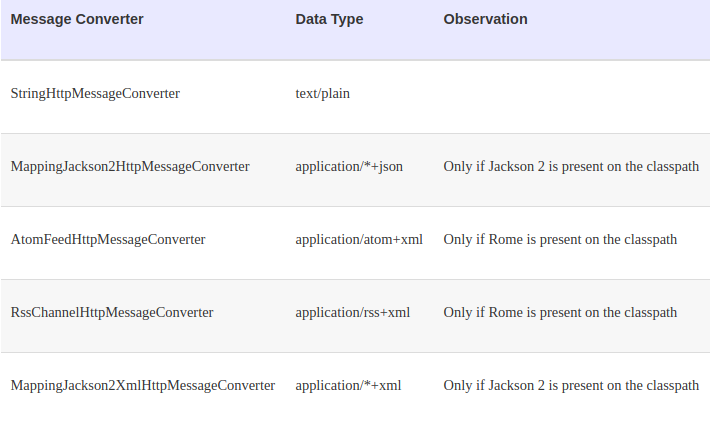 Message Converter Data Type Observation
StringHttpMessageConverter text/plain
MappingJackson2HttpMessageConverter application/*+json Only if Jackson 2 is present on the classpath
AtomFeedHttpMessageConverter application/atom+xml Only if Rome is present on the classpath
RssChannelHttpMessageConverter application/rss+xml Only if Rome is present on the classpath
MappingJackson2XmlHttpMessageConverter application/*+xml Only if Jackson 2 is present on the classpath